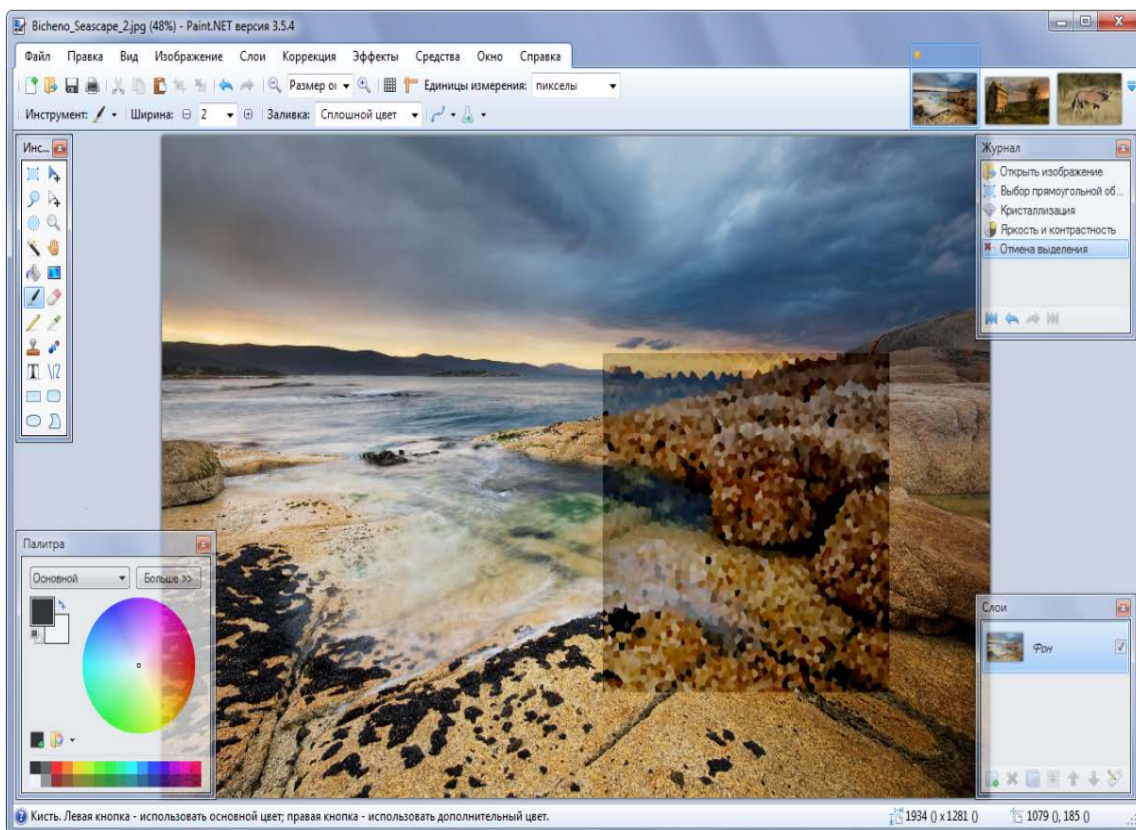 Bicheno_Seascape_2.jpg (48%) - Paint.NET версия 3.5.4
Файл Правка Вид Изображение Слои Коррекция Эффекты Средства Окно Справка
Размер ог Единицы измерения: пикселы
Инструмент: Ширина: 2 Заливка: Сплошной цвет
Инс...
Журнал
Открыть изображение
Выбор прямоугольной об...
Кристаллизация
Яркость и контрастность
Отмена выделения
Палитра
Основной Больше >>
Слои
Фон
Кисть. Левая кнопка - использовать основной цвет; правая кнопка - использовать дополнительный цвет.
1934 () x 1281 () 1079 (), 185 ()